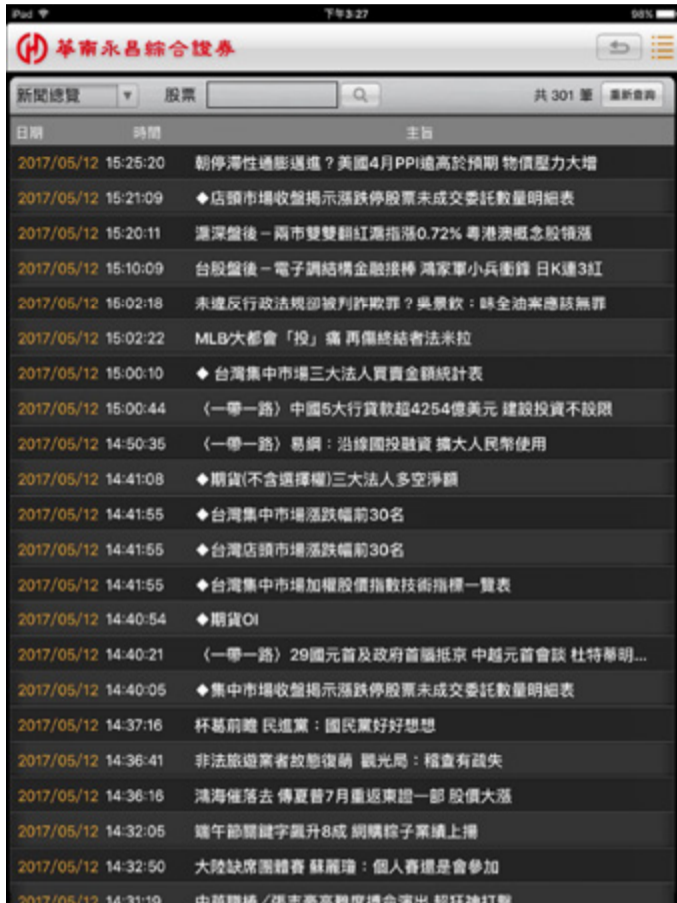 iPad 下午3:27 98%
華南永昌綜合證券
新聞總覽 股票 共 301 筆 重新查詢
日期 時間 主旨
2017/05/12 15:25:20 朝停滯性通膨邁進？美國4月PPI遠高於預期 物價壓力大增
2017/05/12 15:21:09 ◆店頭市場收盤揭示漲跌停股票未成交委託數量明細表
2017/05/12 15:20:11 滬深盤後－兩市雙雙翻紅滬指漲0.72% 粵港澳概念股領漲
2017/05/12 15:10:09 台股盤後－電子調結構金融接棒 鴻家軍小兵衝鋒 日K連3紅
2017/05/12 15:02:18 未違反行政法規卻被判詐欺罪？吳景欽：味全油案應該無罪
2017/05/12 15:02:22 MLB∕大都會「投」痛 再傷終結者法米拉
2017/05/12 15:00:10 ◆ 台灣集中市場三大法人買賣金額統計表
2017/05/12 15:00:44 〈一帶一路〉中國5大行貸款超4254億美元 建設投資不設限
2017/05/12 14:50:35 〈一帶一路〉易綱：沿線國投融資 擴大人民幣使用
2017/05/12 14:41:08 ◆期貨(不含選擇權)三大法人多空淨額
2017/05/12 14:41:55 ◆台灣集中市場漲跌幅前30名
2017/05/12 14:41:55 ◆台灣店頭市場漲跌幅前30名
2017/05/12 14:41:55 ◆台灣集中市場加權股價指數技術指標一覽表
2017/05/12 14:40:54 ◆期貨OI
2017/05/12 14:40:21 〈一帶一路〉29國元首及政府首腦抵京 中越元首會談 杜特蒂明...
2017/05/12 14:40:05 ◆集中市場收盤揭示漲跌停股票未成交委託數量明細表
2017/05/12 14:37:16 杯葛前瞻 民進黨：國民黨好好想想
2017/05/12 14:36:41 非法旅遊業者故態復萌 觀光局：稽查有疏失
2017/05/12 14:36:16 鴻海催落去 傳夏普7月重返東證一部 股價大漲
2017/05/12 14:32:05 端午節關鍵字飆升8成 網購粽子業績上揚
2017/05/12 14:32:50 大陸缺席團體賽 蘇麗瓊：個人賽還是會參加
2017/05/12 14:31:19